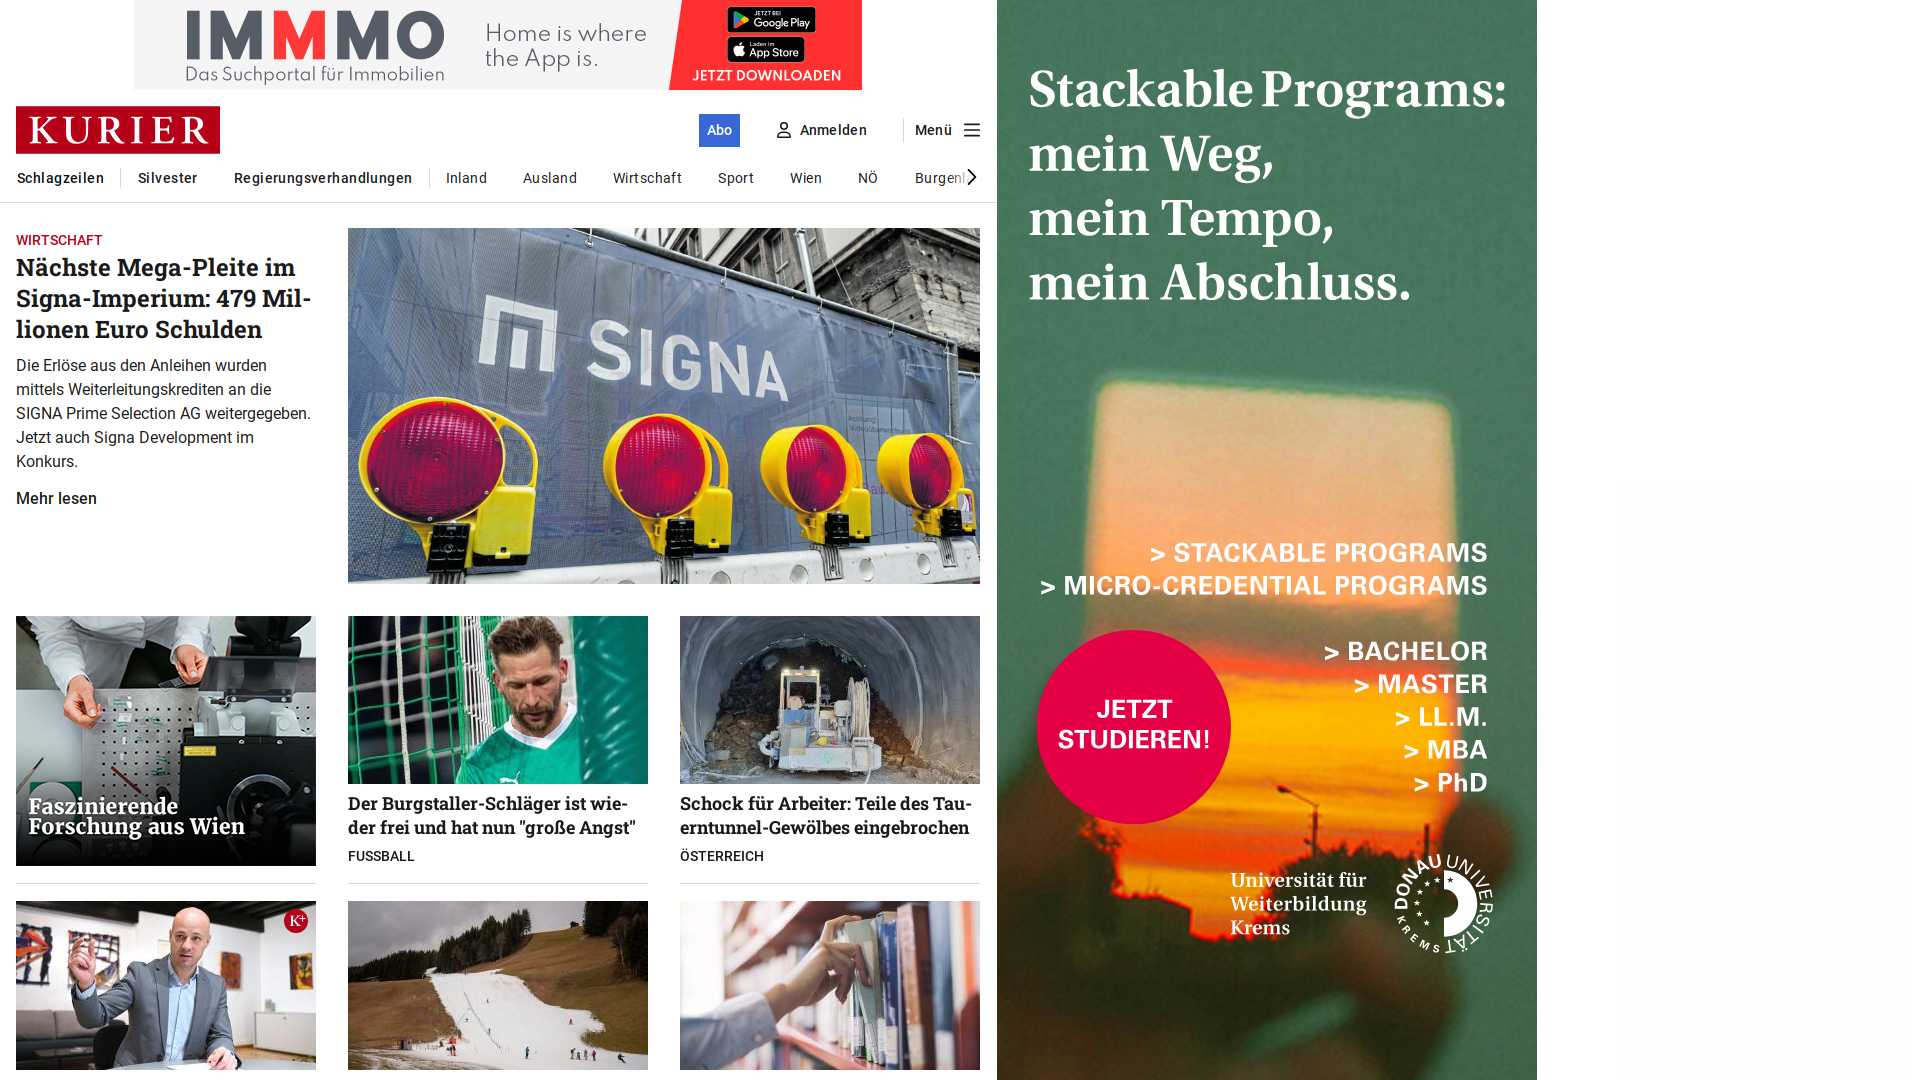 IMMMO
Das Suchportal für Immobilien
Home is where
the App is.
JETZT BEI
Google Play
Laden im
App Store
JETZT DOWNLOADEN
KURIER
Abo
Anmelden
Menü
Schlagzeilen
Silvester
Regierungsverhandlungen
Inland
Ausland
Wirtschaft
Sport
Wien
NÖ
Burgenl
WIRTSCHAFT
Nächste Mega-Pleite im
Signa-Imperium: 479 Mil-
lionen Euro Schulden
Die Erlöse aus den Anleihen wurden
mittels Weiterleitungskrediten an die
SIGNA Prime Selection AG weitergegeben.
Jetzt auch Signa Development im
Konkurs.
Mehr lesen
SIGNA
Faszinierende
Forschung aus Wien
Der Burgstaller-Schläger ist wie-
der frei und hat nun "große Angst"
FUSSBALL
Schock für Arbeiter: Teile des Tau-
erntunnel-Gewölbes eingebrochen
ÖSTERREICH
K+
Stackable Programs:
mein Weg,
mein Tempo,
mein Abschluss.
> STACKABLE PROGRAMS
> MICRO-CREDENTIAL PROGRAMS
> BACHELOR
> MASTER
> LL.M.
> MBA
> PhD
JETZT
STUDIEREN!
Universität für
Weiterbildung
Krems
DONAU UNIVERSITÄT
KREMS